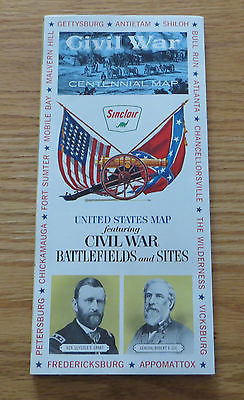 GETTYSBURG ★ ANTIETAM ★ SHILOH
★ BULL RUN ★ ATLANTA ★ CHANCELLORSVILLE ★ THE WILDERNESS ★ VICKSBURG
PETERSBURG ★ CHICKAMAUGA ★ FORT SUMTER ★ MOBILE BAY ★ MALVERN HILL ★
Civil War
CENTENNIAL MAP
Sinclair
UNITED STATES MAP
featuring
CIVIL WAR
BATTLEFIELDS and SITES
GEN. ULYSSES S. GRANT
GENERAL ROBERT E. LEE
FREDERICKSBURG ★ APPOMATTOX ★